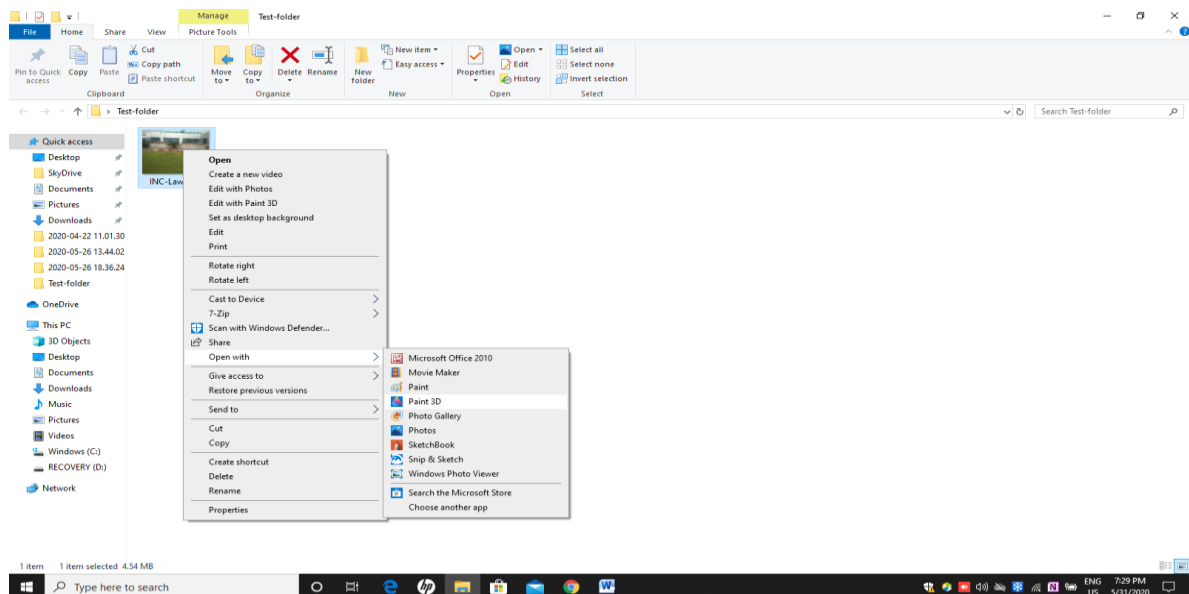 Manage
Test-folder
File
Home
Share
View
Picture Tools
Pin to Quick access
Copy
Paste
Cut
Copy path
Paste shortcut
Clipboard
Move to
Copy to
Delete
Rename
Organize
New folder
New item
Easy access
New
Properties
Open
Edit
History
Open
Select all
Select none
Invert selection
Select
Test-folder
Search Test-folder
Quick access
Desktop
SkyDrive
Documents
Pictures
Downloads
2020-04-22 11.01.30
2020-05-26 13.44.02
2020-05-26 18.36.24
Test-folder
OneDrive
This PC
3D Objects
Desktop
Documents
Downloads
Music
Pictures
Videos
Windows (C:)
RECOVERY (D:)
Network
INC-Law
Open
Create a new video
Edit with Photos
Edit with Paint 3D
Set as desktop background
Edit
Print
Rotate right
Rotate left
Cast to Device
7-Zip
Scan with Windows Defender...
Share
Open with
Give access to
Restore previous versions
Send to
Cut
Copy
Create shortcut
Delete
Rename
Properties
Microsoft Office 2010
Movie Maker
Paint
Paint 3D
Photo Gallery
Photos
SketchBook
Snip & Sketch
Windows Photo Viewer
Search the Microsoft Store
Choose another app
1 item
1 item selected 4.54 MB
Type here to search
ENG
US
7:29 PM
5/31/2020